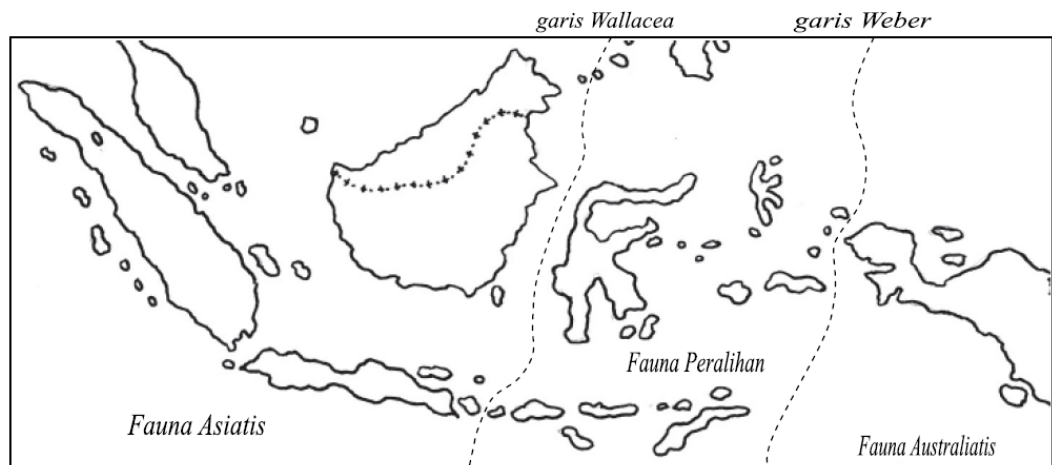 garis Wallacea
garis Weber
Fauna Peralihan
Fauna Asiatis
Fauna Australiatis